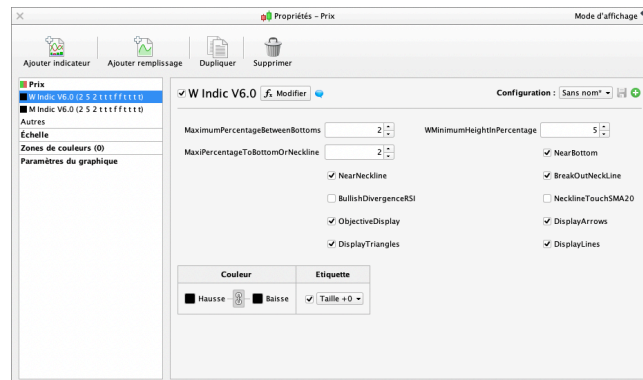 Propriétés – Prix
Mode d'affichage
Ajouter indicateur
Ajouter remplissage
Dupliquer
Supprimer
Prix
W Indic V6.0 (2 5 2 t t t f f t t t t)
M Indic V6.0 (2 5 2 t t t f f t t t t)
Autres
Échelle
Zones de couleurs (0)
Paramètres du graphique
W Indic V6.0
fx Modifier
Configuration :
Sans nom*
MaximumPercentageBetweenBottoms
2
WMinimumHeightInPercentage
5
MaxiPercentageToBottomOrNeckline
2
NearBottom
NearNeckline
BreakOutNeckLine
BullishDivergenceRSI
NecklineTouchSMA20
ObjectiveDisplay
DisplayArrows
DisplayTriangles
DisplayLines
Couleur
Etiquette
Hausse
Baisse
Taille +0